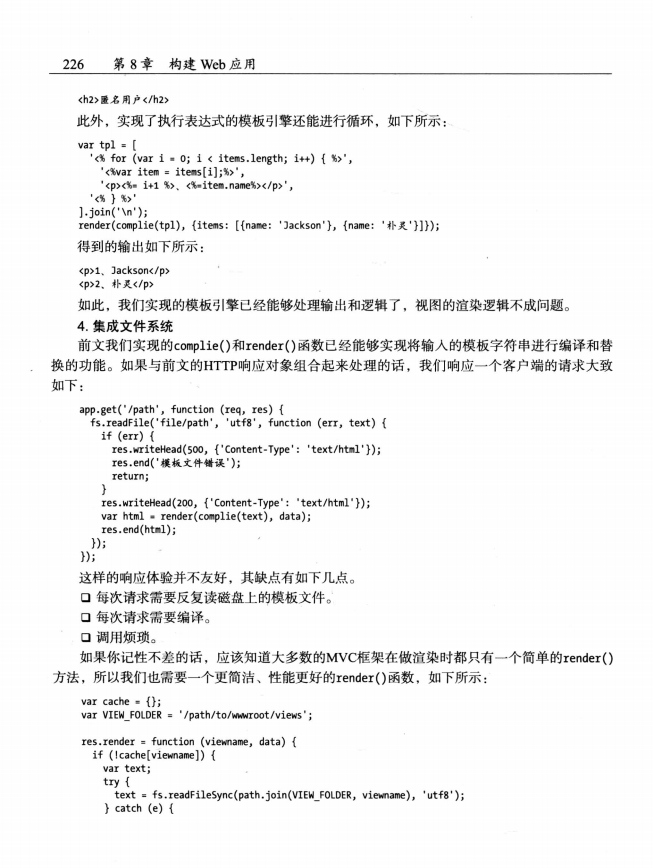 226 第8章 构建 Web 应用
<h2>匿名用户</h2>
此外，实现了执行表达式的模板引擎还能进行循环，如下所示：
var tpl = [
'<% for (var i = 0; i < items.length; i++) { %>',
'<%var item = items[i];%>',
'<p><%= i+1 %>、<%=item.name%></p>',
'<% } %>'
].join('\n');
render(complie(tpl), {items: [{name: 'Jackson'}, {name: '朴灵'}]});
得到的输出如下所示：
<p>1、Jackson</p>
<p>2、朴灵</p>
如此，我们实现的模板引擎已经能够处理输出和逻辑了，视图的渲染逻辑不成问题。
4. 集成文件系统
前文我们实现的complie()和render()函数已经能够实现将输入的模板字符串进行编译和替
换的功能。如果与前文的HTTP响应对象组合起来处理的话，我们响应一个客户端的请求大致
如下：
app.get('/path', function (req, res) {
fs.readFile('file/path', 'utf8', function (err, text) {
if (err) {
res.writeHead(500, {'Content-Type': 'text/html'});
res.end('模板文件错误');
return;
}
res.writeHead(200, {'Content-Type': 'text/html'});
var html = render(complie(text), data);
res.end(html);
});
});
这样的响应体验并不友好，其缺点有如下几点。
❑ 每次请求需要反复读磁盘上的模板文件。
❑ 每次请求需要编译。
❑ 调用烦琐。
如果你记性不差的话，应该知道大多数的MVC框架在做渲染时都只有一个简单的render()
方法，所以我们也需要一个更简洁、性能更好的render()函数，如下所示：
var cache = {};
var VIEW_FOLDER = '/path/to/wwwroot/views';
res.render = function (viewname, data) {
if (!cache[viewname]) {
var text;
try {
text = fs.readFileSync(path.join(VIEW_FOLDER, viewname), 'utf8');
} catch (e) {